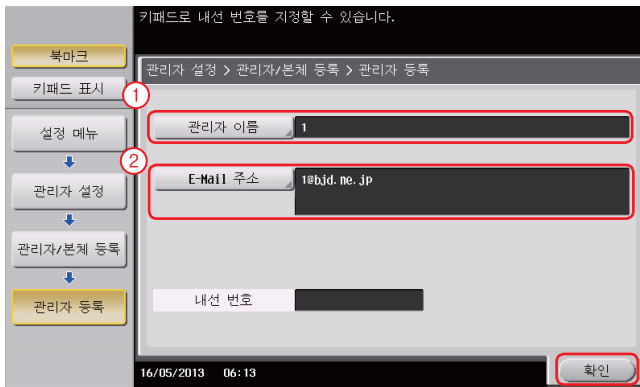 키패드로 내선 번호를 지정할 수 있습니다.
북마크
키패드 표시
설정 메뉴
관리자 설정
관리자/본체 등록
관리자 등록
관리자 설정 > 관리자/본체 등록 > 관리자 등록
1
관리자 이름 1
2
E-Mail 주소 1@bjd.ne.jp
내선 번호
16/05/2013 06:13
확인